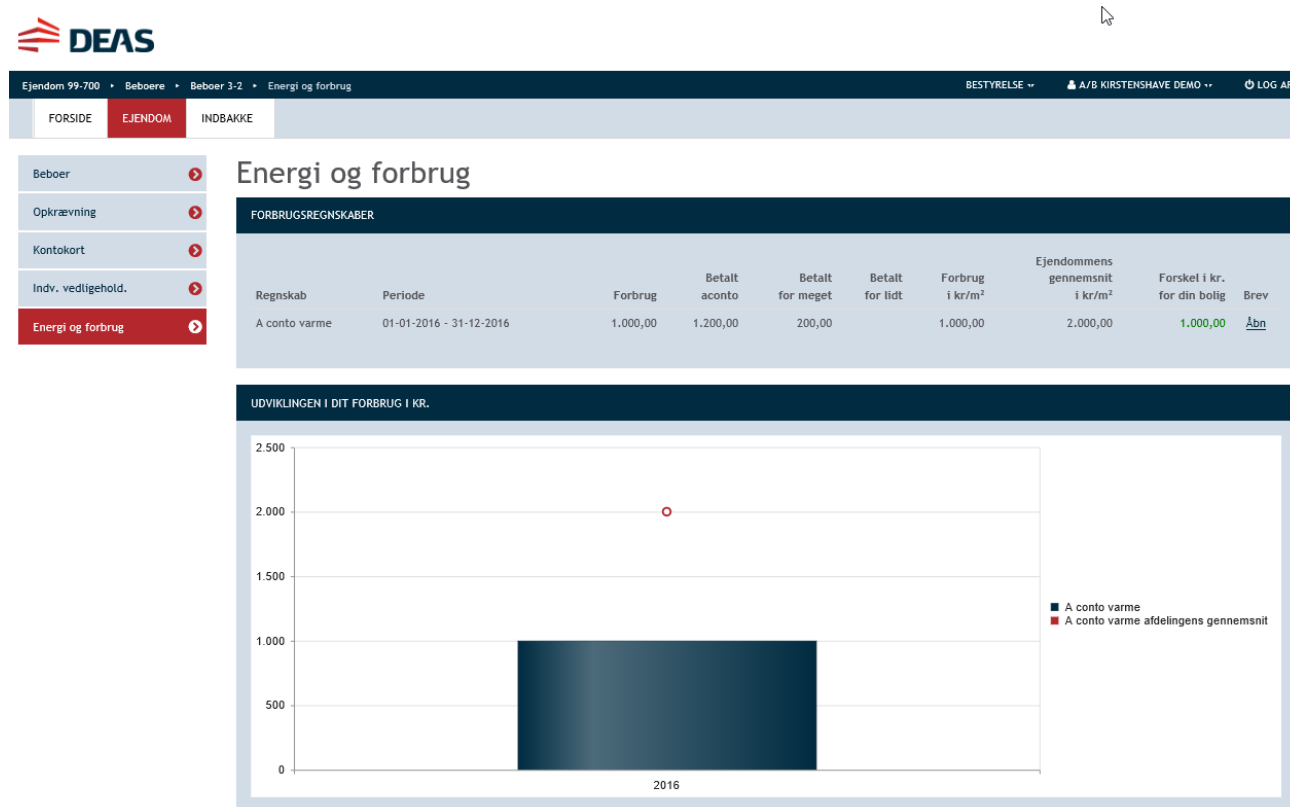 DEAS
Ejendom 99-700 Beboere Beboer 3-2 Energi og forbrug BESTYRELSE A/B KIRSTENSHAVE DEMO LOG AF
FORSIDE EJENDOM INDBAKKE
Beboer
Opkrævning
Kontokort
Indv. vedligehold.
Energi og forbrug
Energi og forbrug
FORBRUGSREGNSKABER
Ejendommens
Betalt Betalt Betalt Forbrug gennemsnit Forskel i kr.
Regnskab Periode Forbrug aconto for meget for lidt i kr/m² i kr/m² for din bolig Brev
A conto varme 01-01-2016 - 31-12-2016 1.000,00 1.200,00 200,00 1.000,00 2.000,00 1.000,00 Åbn
UDVIKLINGEN I DIT FORBRUG I KR.
2.500
2.000
1.500
1.000
500
0
2016
A conto varme
A conto varme afdelingens gennemsnit